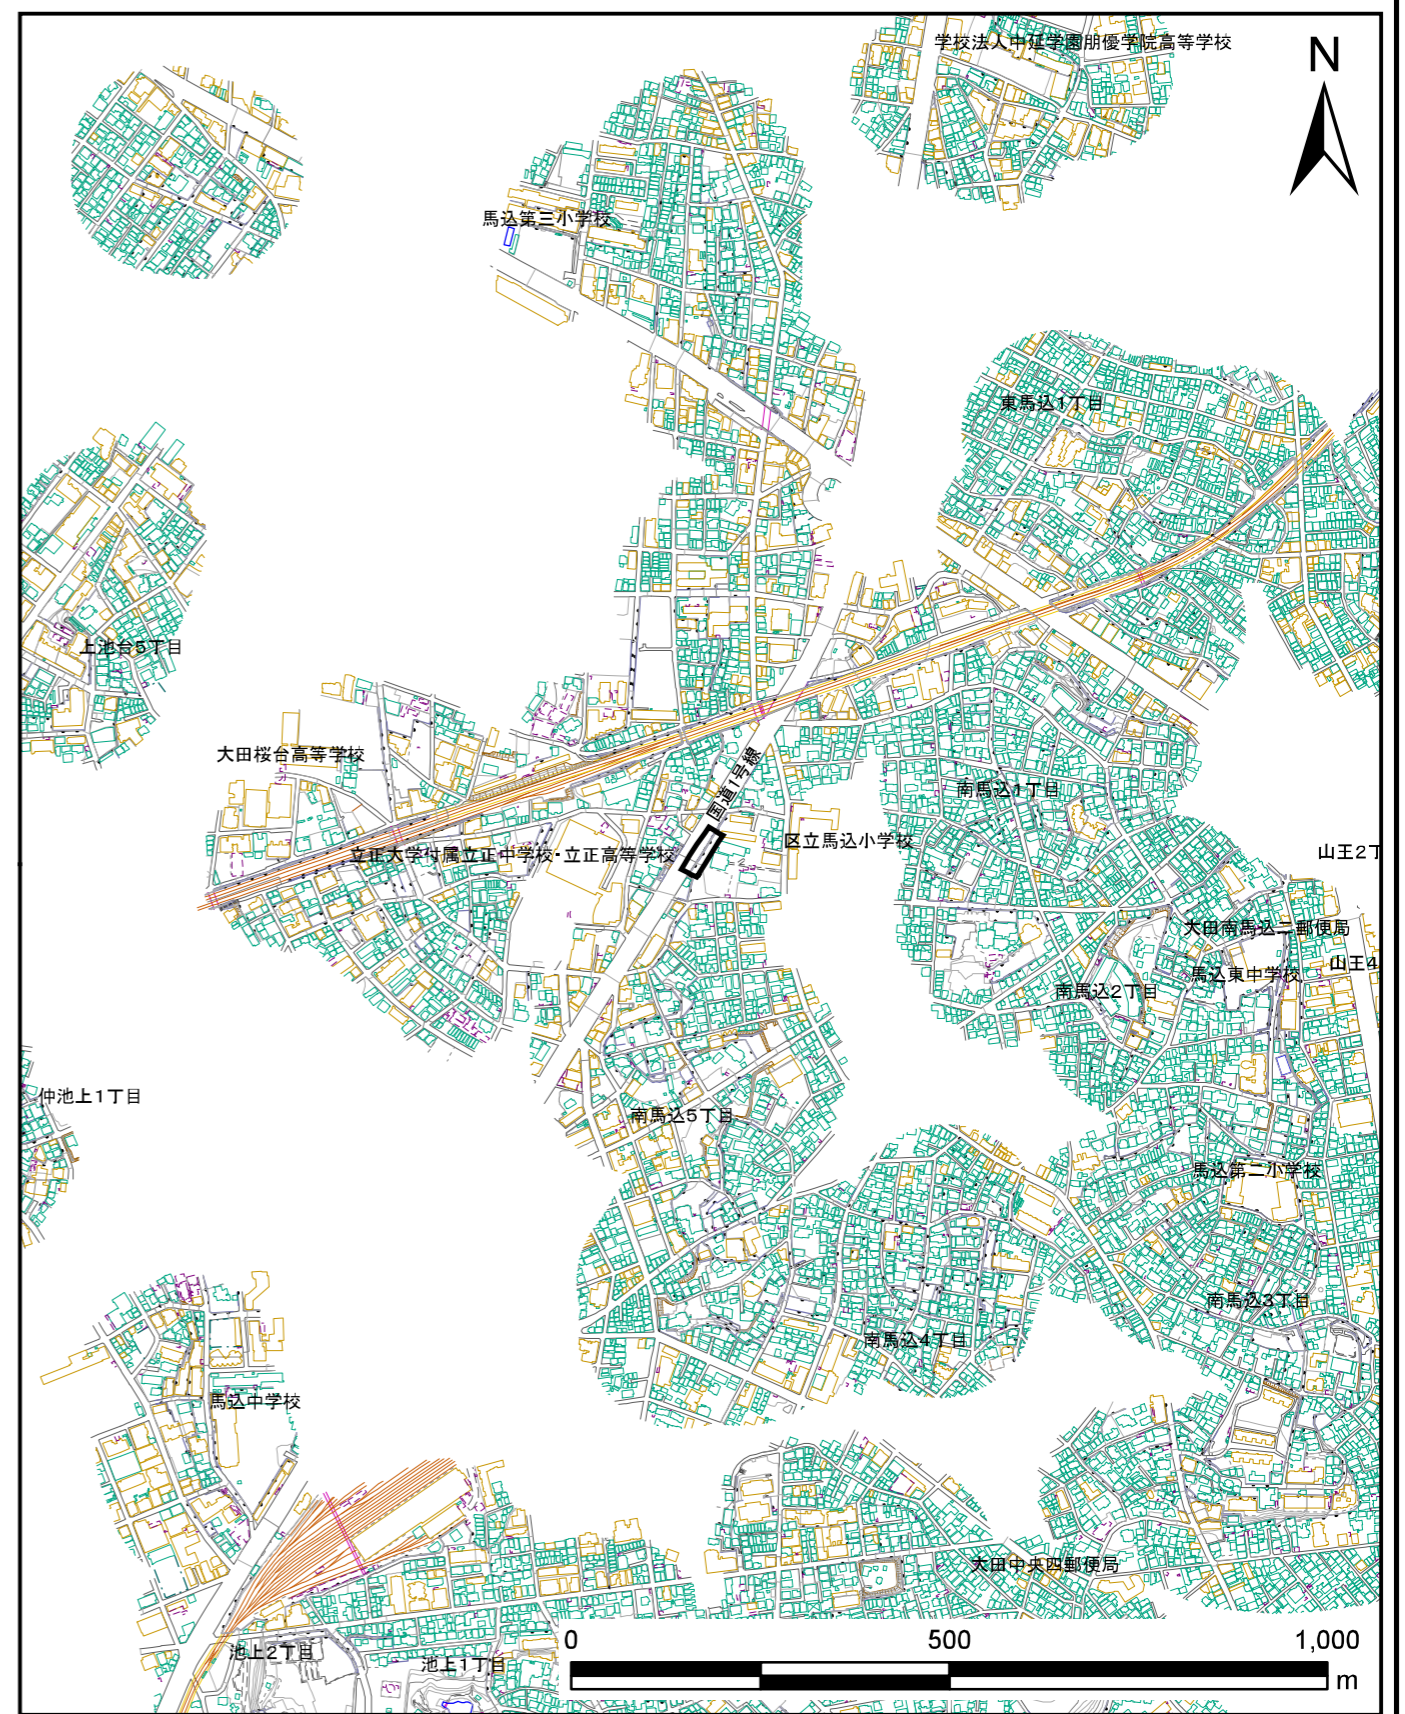 学校法人中延学園朋優学院高等学校
N
馬込第三小学校
東馬込1丁目
上池台5丁目
大田桜台高等学校
国道1号線
南馬込1丁目
区立馬込小学校
立正大学付属立正中学校・立正高等学校
山王2丁
大田南馬込二郵便局
山王4
馬込東中学校
南馬込2丁目
仲池上1丁目
南馬込5丁目
馬込第二小学校
南馬込3丁目
南馬込4丁目
馬込中学校
大田中央四郵便局
池上2丁目
池上1丁目
0 500 1,000
m